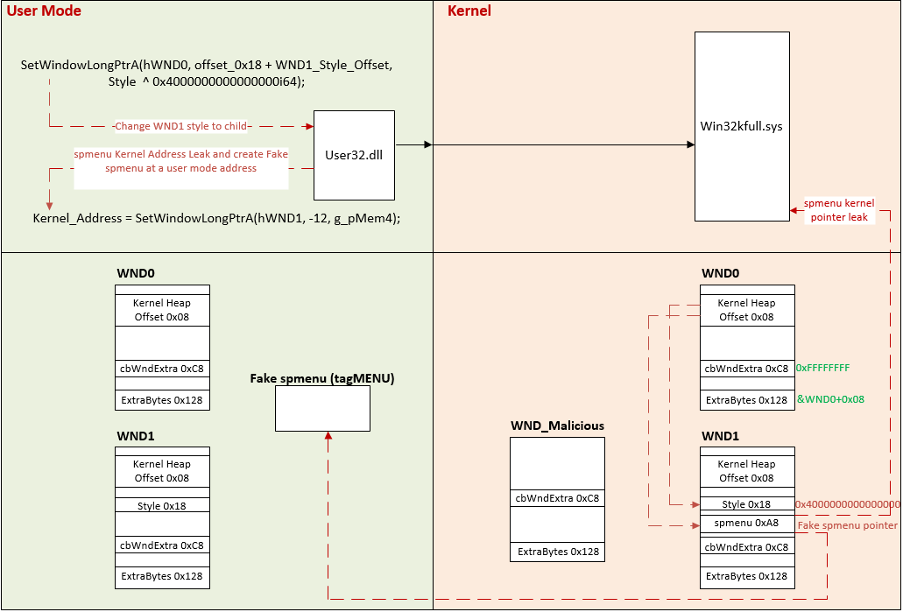 User Mode
Kernel
SetWindowLongPtrA(hWND0, offset_0x18 + WND1_Style_Offset,
Style ^ 0x4000000000000000i64);
Change WND1 style to child
spmenu Kernel Address Leak and create Fake
spmenu at a user mode address
User32.dll
Win32kfull.sys
Kernel_Address = SetWindowLongPtrA(hWND1, -12, g_pMem4);
spmenu kernel
pointer leak
WND0
Kernel Heap
Offset 0x08
cbWndExtra 0xC8
ExtraBytes 0x128
WND1
Kernel Heap
Offset 0x08
Style 0x18
cbWndExtra 0xC8
ExtraBytes 0x128
Fake spmenu (tagMENU)
WND_Malicious
cbWndExtra 0xC8
ExtraBytes 0x128
WND0
Kernel Heap
Offset 0x08
cbWndExtra 0xC8
0xFFFFFFFF
ExtraBytes 0x128
&WND0+0x08
WND1
Kernel Heap
Offset 0x08
Style 0x18
0x4000000000000000
spmenu 0xA8
Fake spmenu pointer
cbWndExtra 0xC8
ExtraBytes 0x128